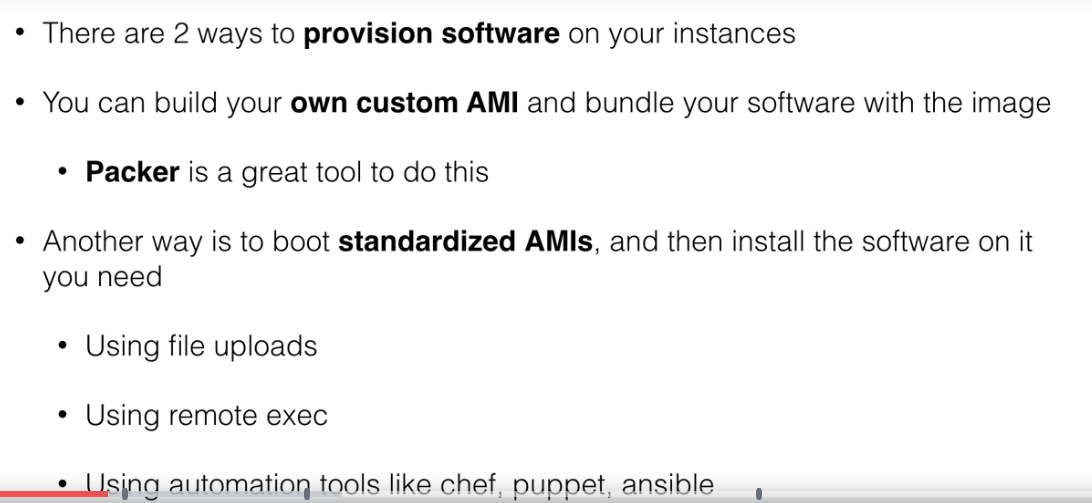 • There are 2 ways to provision software on your instances
• You can build your own custom AMI and bundle your software with the image
• Packer is a great tool to do this
• Another way is to boot standardized AMIs, and then install the software on it
you need
• Using file uploads
• Using remote exec
• Using automation tools like chef, puppet, ansible